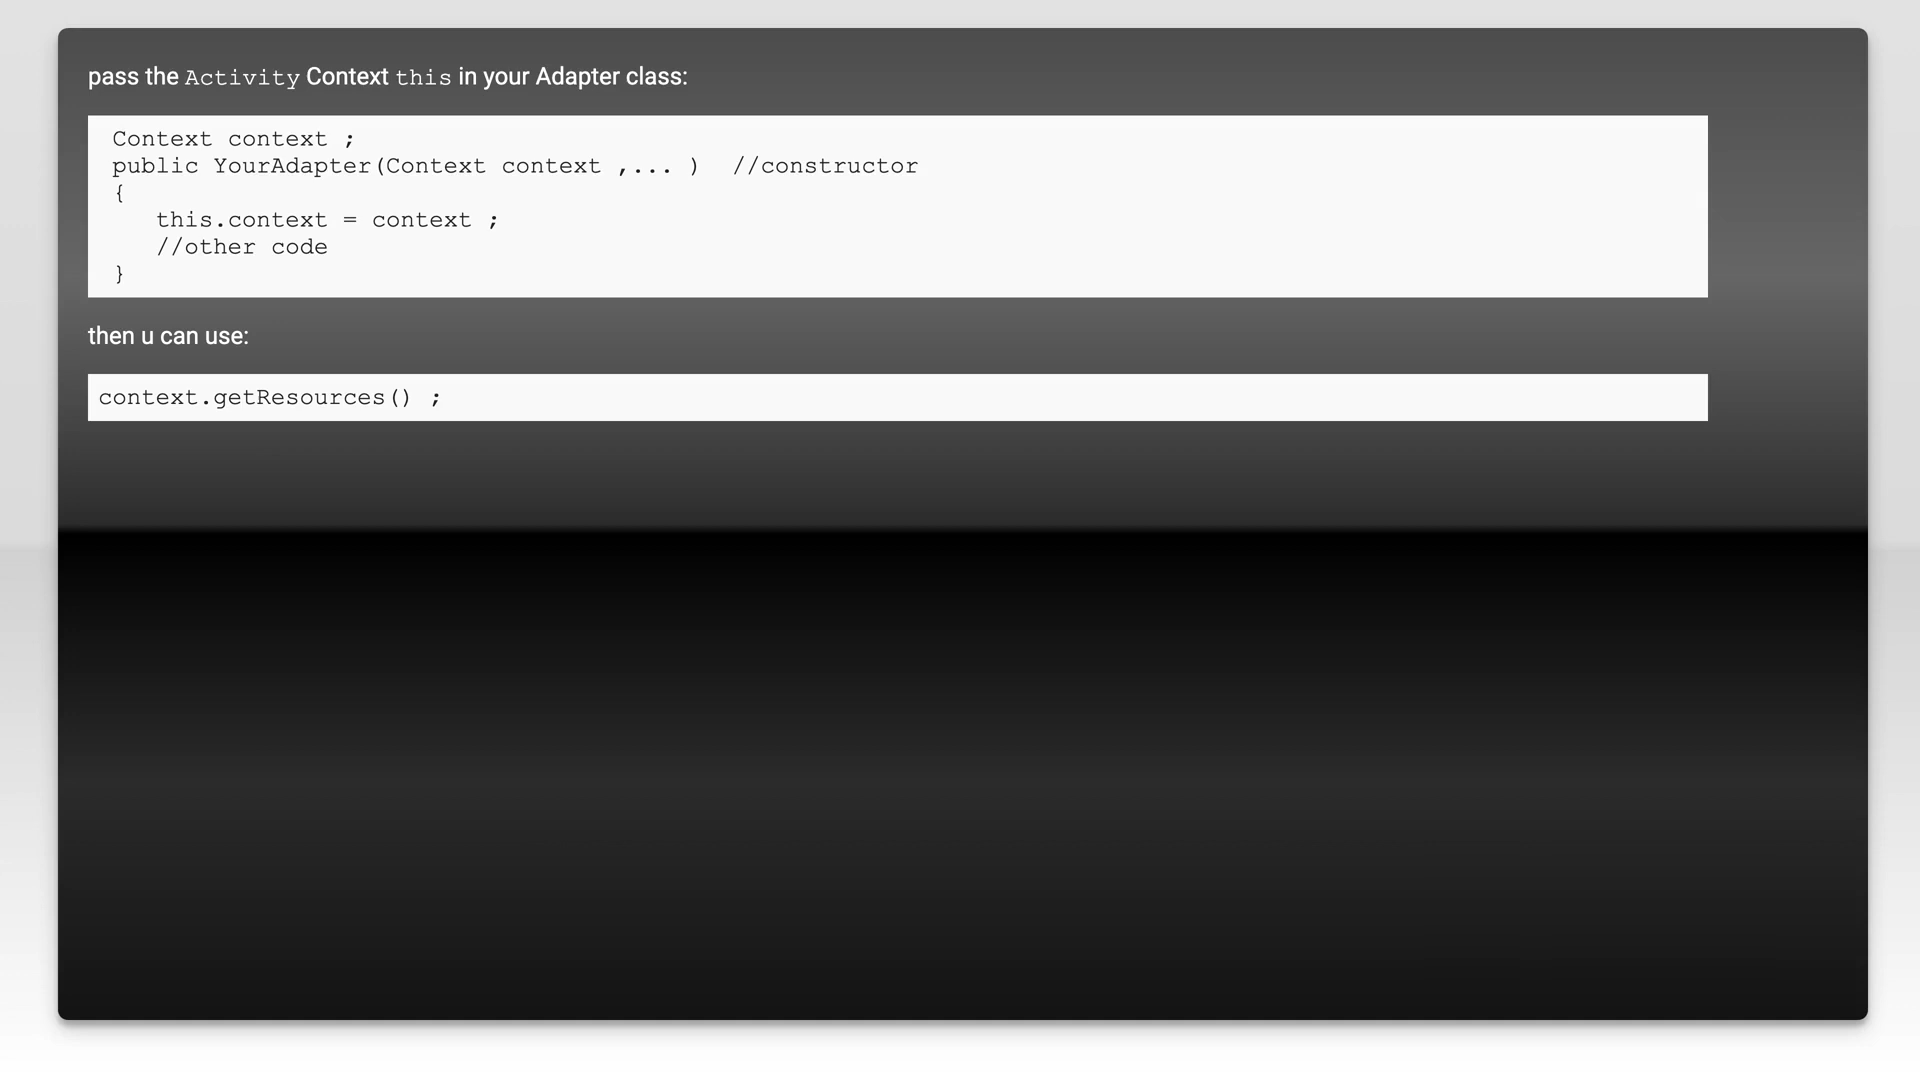 pass the Activity Context this in your Adapter class:
Context context ;
public YourAdapter(Context context ,... )  //constructor
{
   this.context = context ;
   //other code
}
then u can use:
context.getResources() ;